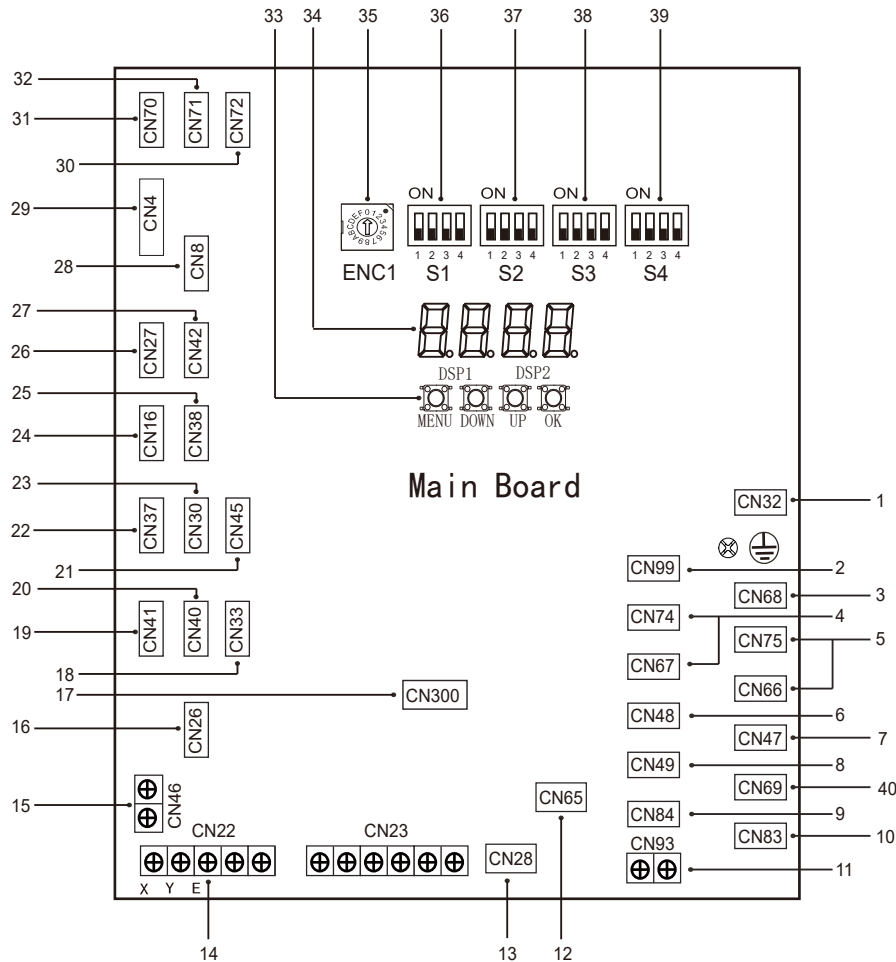 33 34 35 36 37 38 39
32
31
30
29
28
27
26
25
24
23
22
21
20
19
18
17
16
15
CN70 CN71 CN72
CN4
CN8
CN27 CN42
CN16 CN38
CN37 CN30 CN45
CN41 CN40 CN33
CN26
CN46
ON ON ON ON
0123456789ABCDEF
1 2 3 4 1 2 3 4 1 2 3 4 1 2 3 4
ENC1 S1 S2 S3 S4
DSP1 DSP2
MENU DOWN UP OK
Main Board
CN32 1
CN99 2
CN68 3
CN74 4
CN75 5
CN67
CN66
CN48 6
CN47 7
CN49 8
CN69 40
CN84 9
CN83 10
CN93
11
CN300
CN65
CN22 CN23 CN28
X Y E
14 13 12